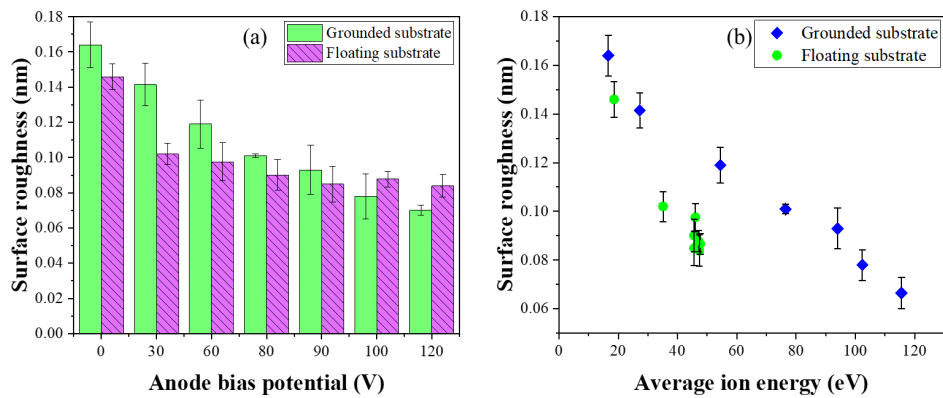 0.18
0.16
0.14
0.12
0.10
0.08
0.06
0.04
0.02
0.00
Surface roughness (nm)
(a)
Grounded substrate
Floating substrate
0 30 60 80 90 100 120
Anode bias potential (V)
0.18
0.16
0.14
0.12
0.10
0.08
0.06
Surface roughness (nm)
(b)
Grounded substrate
Floating substrate
0 20 40 60 80 100 120
Average ion energy (eV)